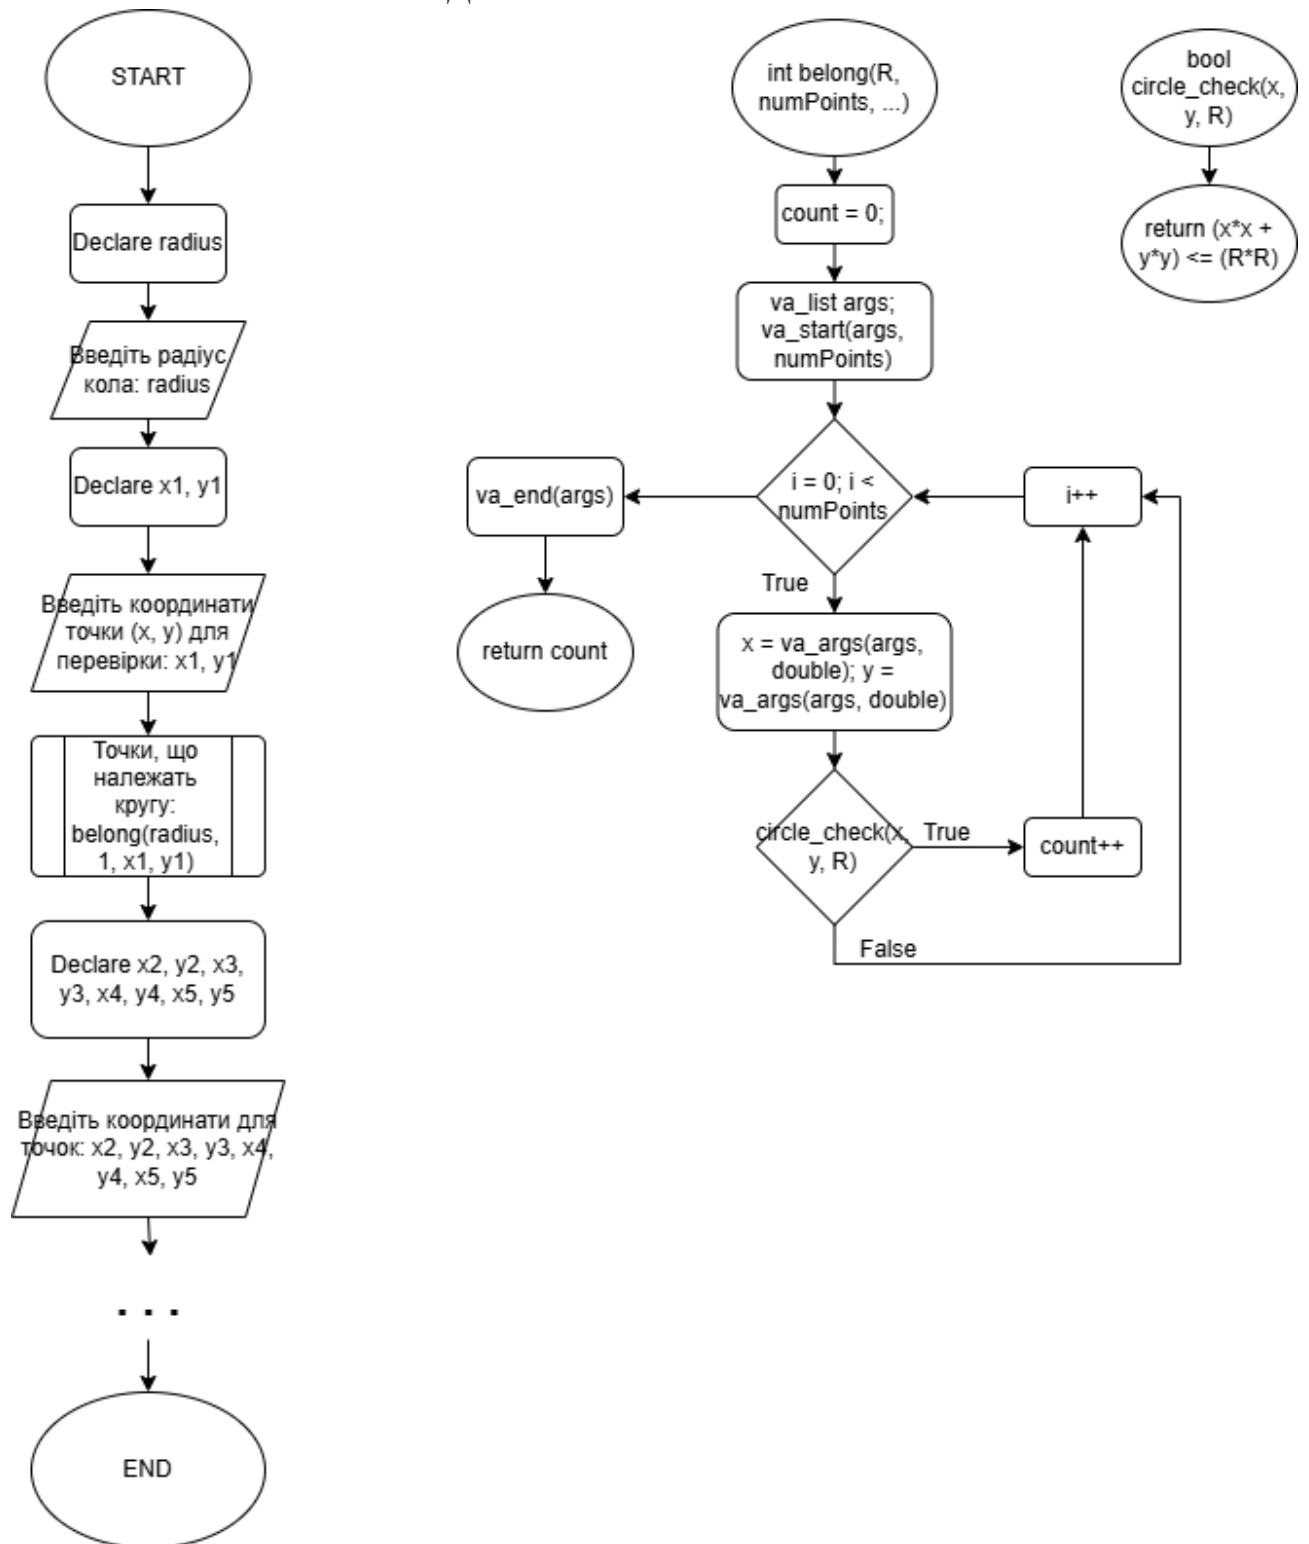 START
Declare radius
Введіть радіус
кола: radius
Declare x1, y1
Введіть координати
точки (x, y) для
перевірки: x1, y1
Точки, що
належать
кругу:
belong(radius,
1, x1, y1)
Declare x2, y2, x3,
y3, x4, y4, x5, y5
Введіть координати для
точок: x2, y2, x3, y3, x4,
y4, x5, y5
. . .
END
int belong(R,
numPoints, ...)
count = 0;
va_list args;
va_start(args,
numPoints)
i = 0; i <
numPoints
va_end(args)
return count
i++
True
x = va_args(args,
double); y =
va_args(args, double)
circle_check(x,
y, R)
True
count++
False
bool
circle_check(x,
y, R)
return (x*x +
y*y) <= (R*R)